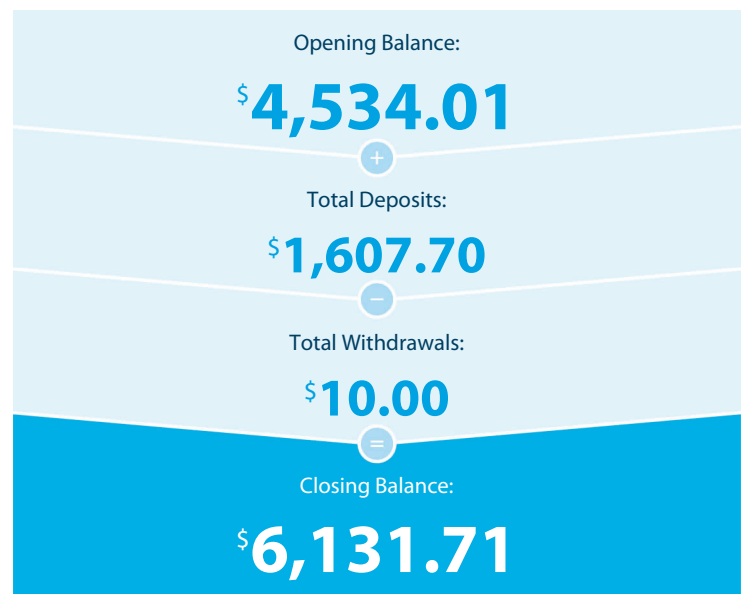 Opening Balance:
$4,534.01
+
Total Deposits:
$1,607.70
−
Total Withdrawals:
$10.00
=
Closing Balance:
$6,131.71